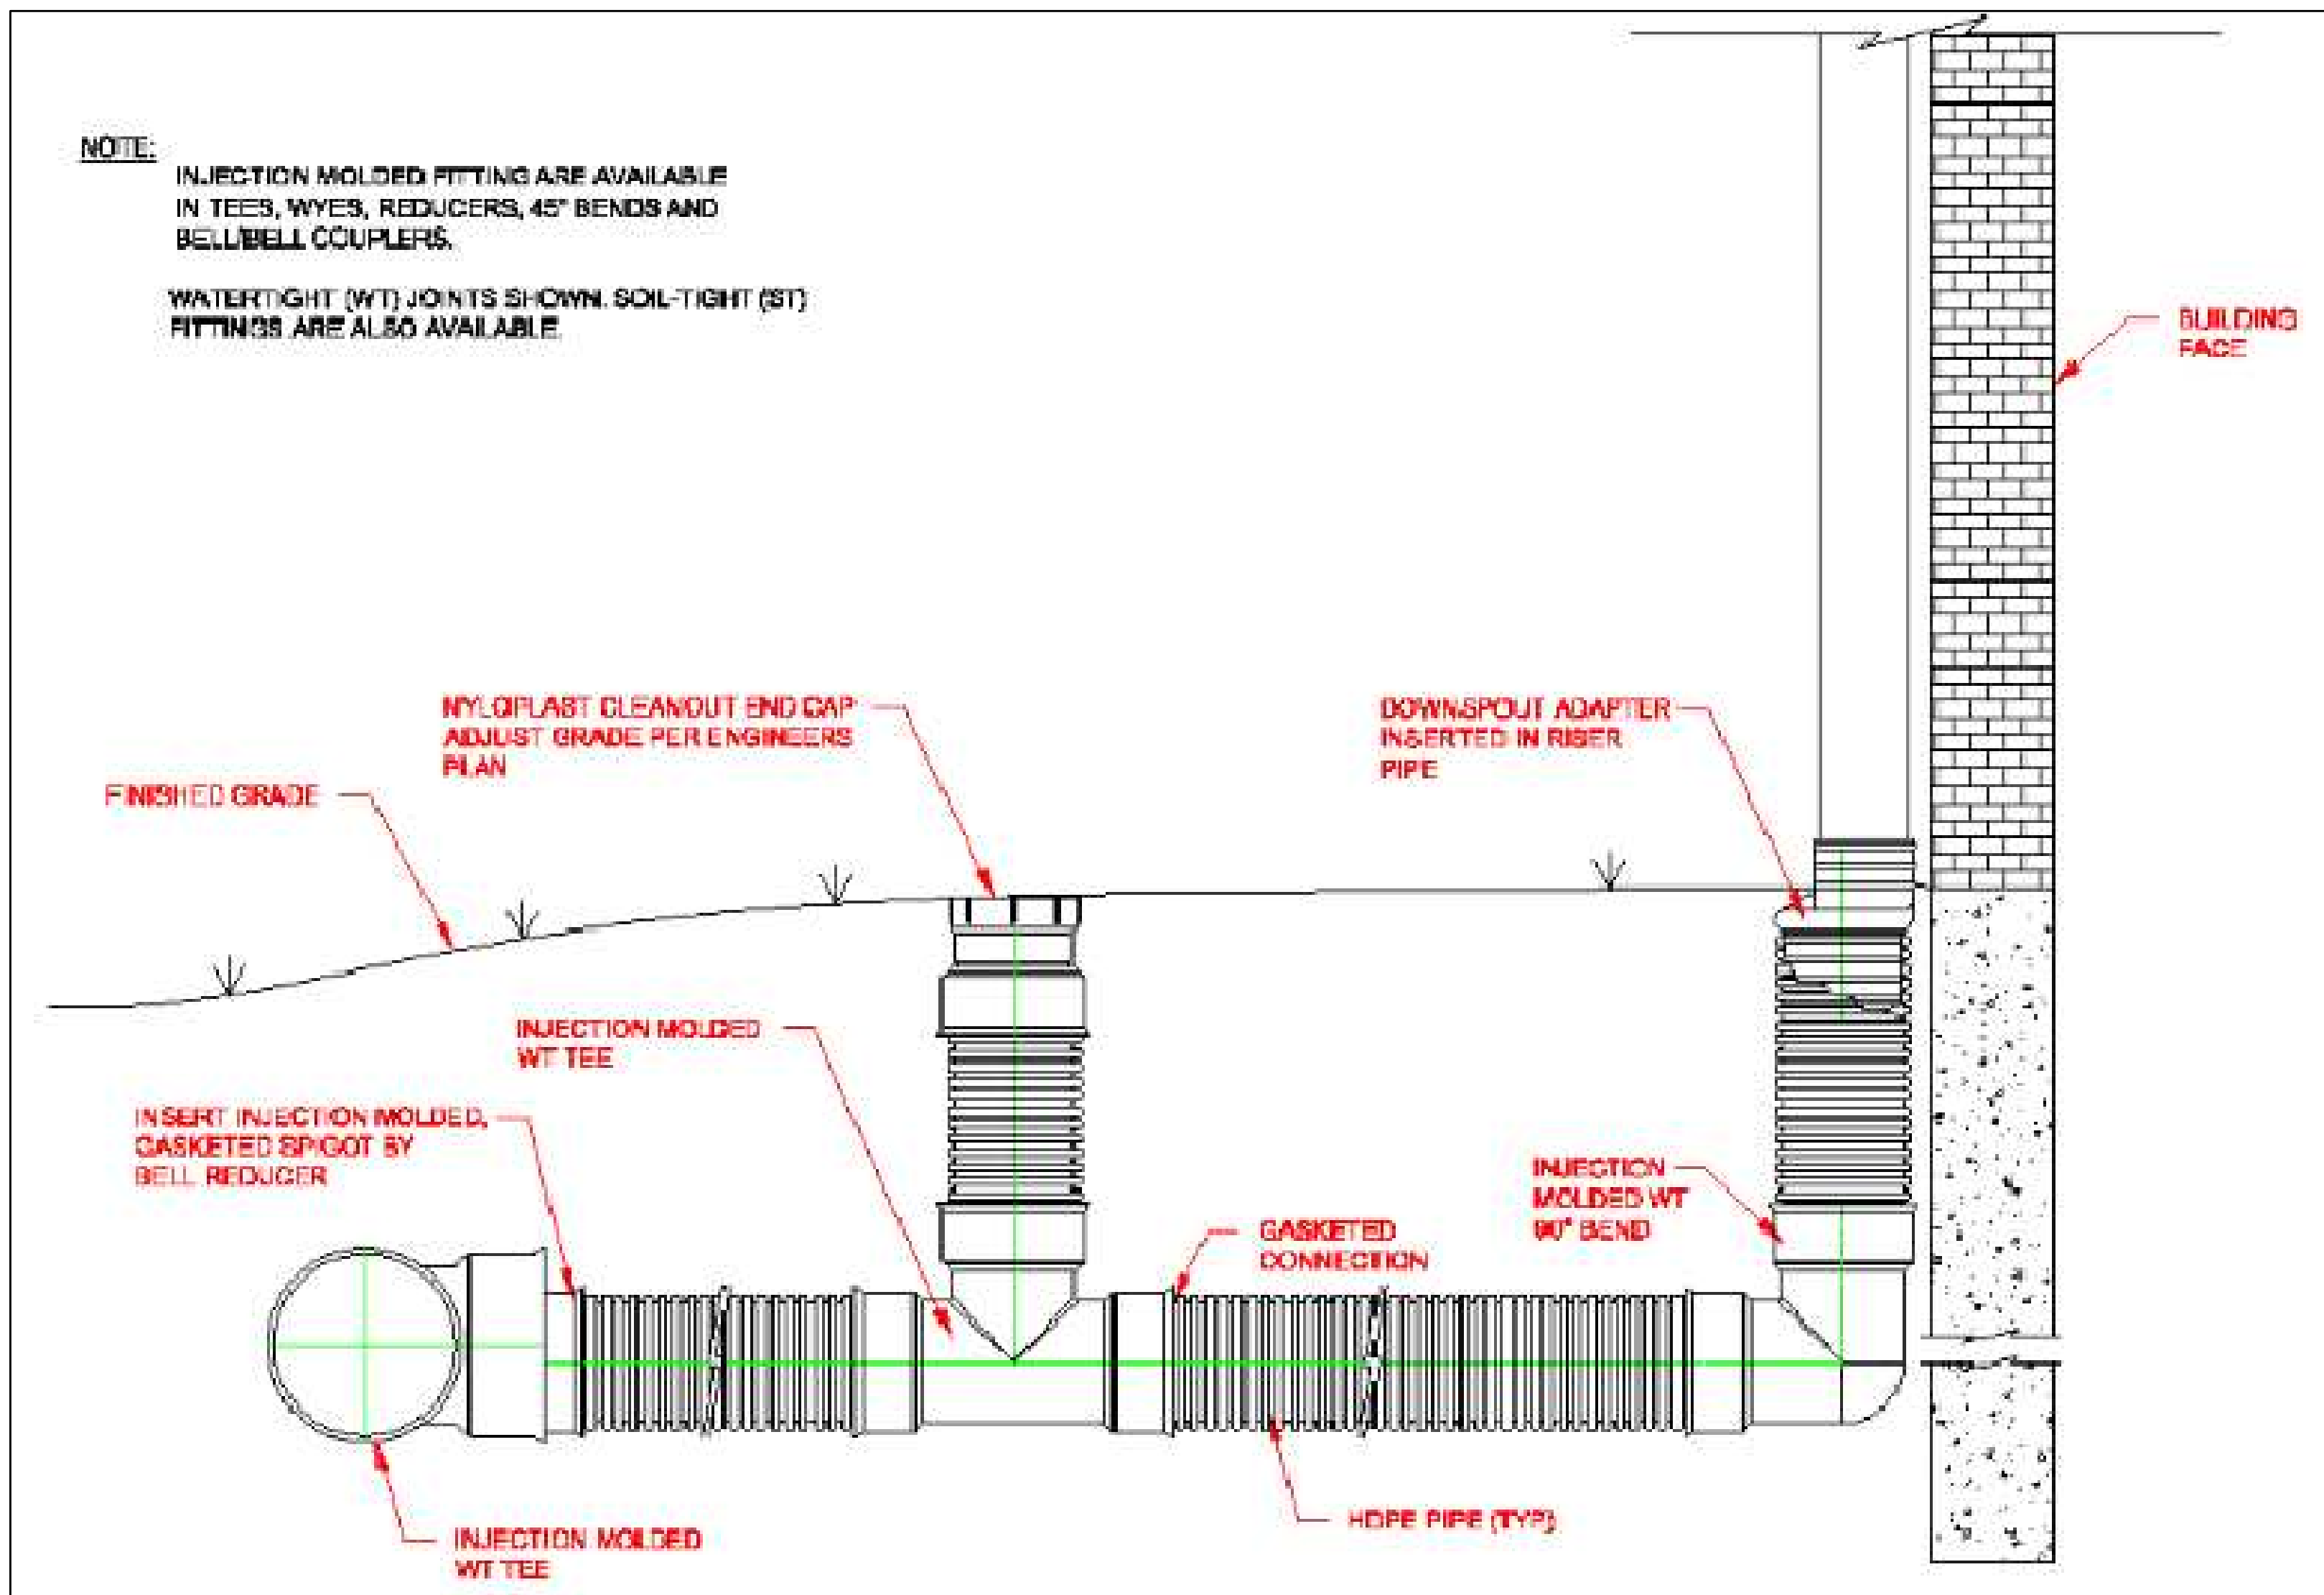 NOTE:
INJECTION MOLDED FITTING ARE AVAILABLE
IN TEES, WYES, REDUCERS, 45° BENDS AND
BELL/BELL COUPLERS.
WATERTIGHT (WT) JOINTS SHOWN. SOIL-TIGHT (ST)
FITTINGS ARE ALSO AVAILABLE.
BUILDING
FACE
NYLOPLAST CLEANOUT END CAP
ADJUST GRADE PER ENGINEERS
PLAN
DOWNSPOUT ADAPTER
INSERTED IN RISER
PIPE
FINISHED GRADE
INJECTION MOLDED
WT TEE
INSERT INJECTION MOLDED,
GASKETED SPIGOT BY
BELL REDUCER
GASKETED
CONNECTION
INJECTION
MOLDED WT
90° BEND
HDPE PIPE (TYP)
INJECTION MOLDED
WT TEE